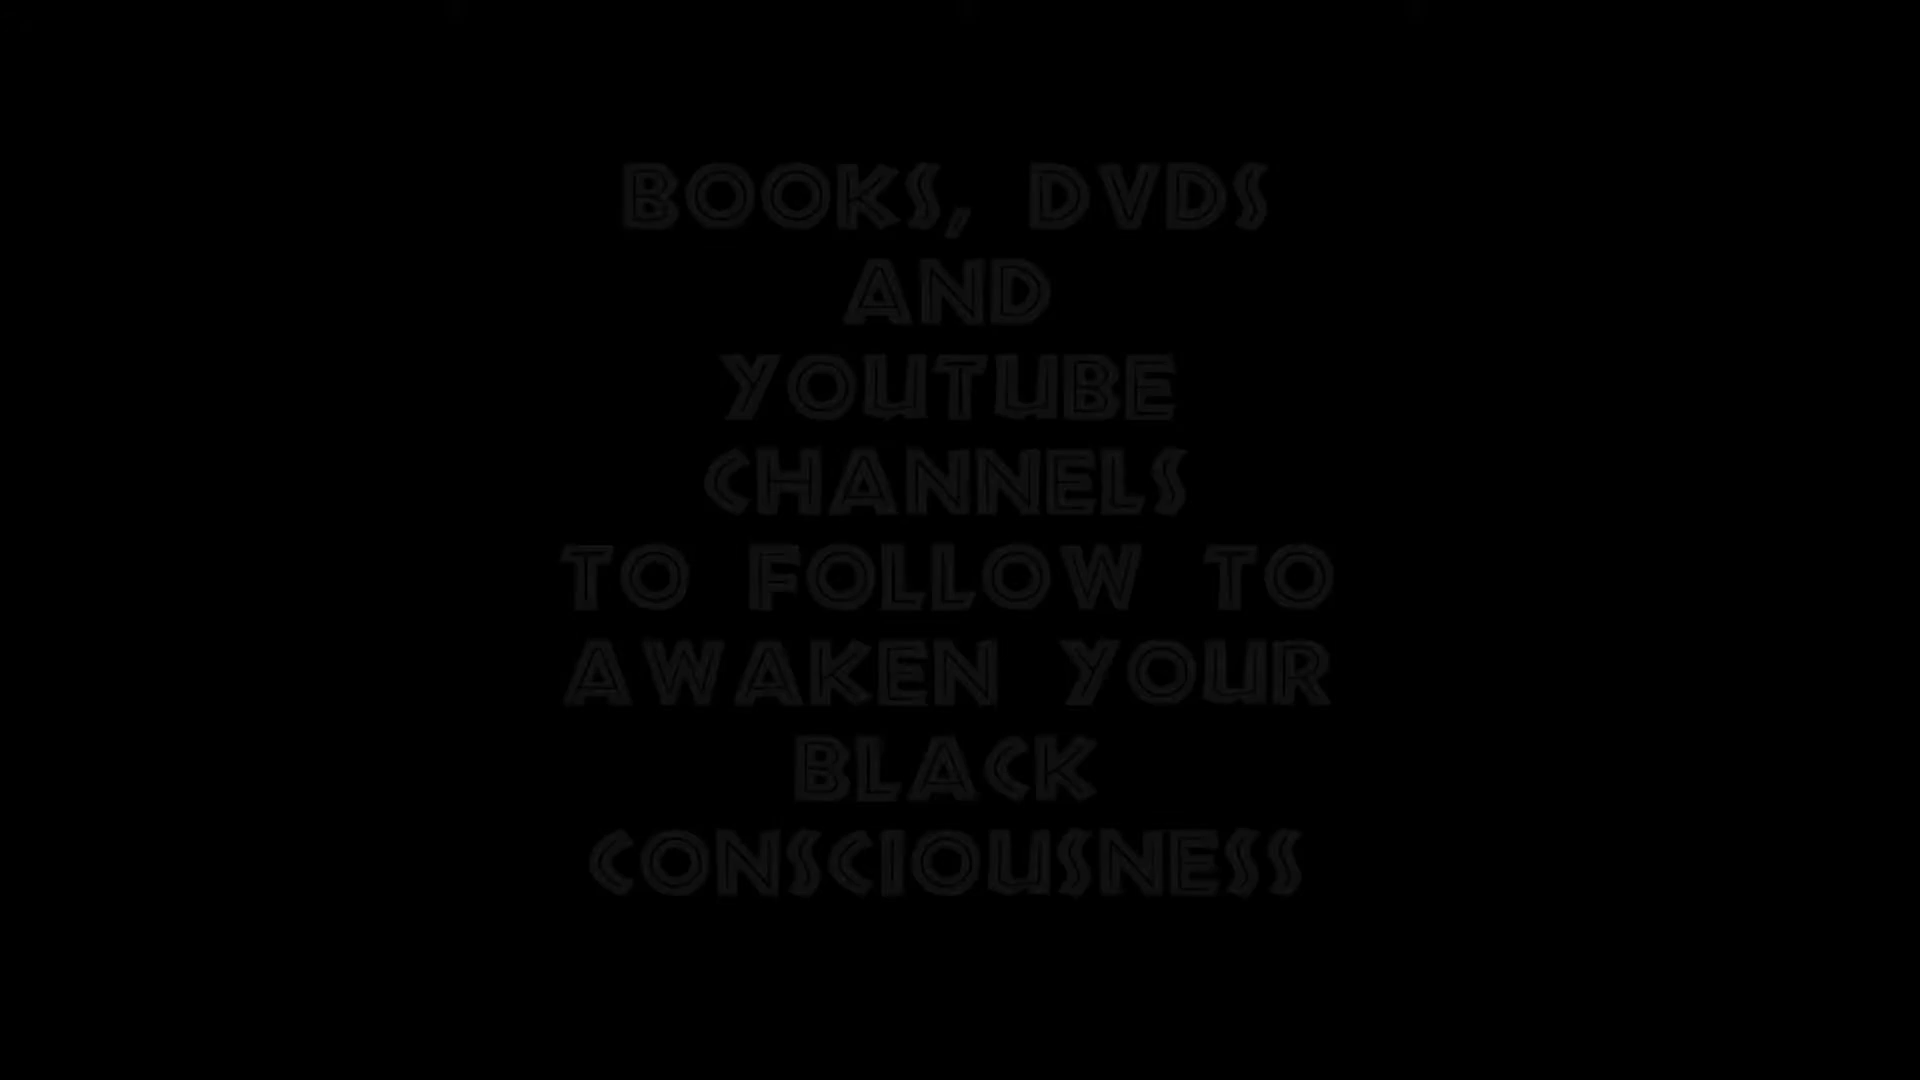 BOOKS, DVDS
AND
YOUTUBE
CHANNELS
TO FOLLOW TO
AWAKEN YOUR
BLACK
CONSCIOUSNESS